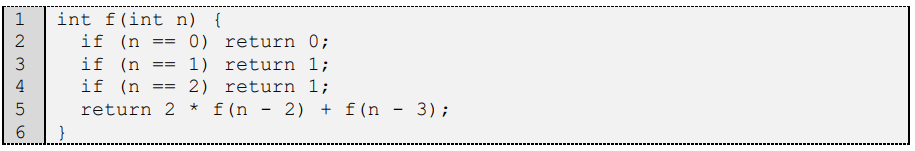 1 int f(int n) {
2 if (n == 0) return 0;
3 if (n == 1) return 1;
4 if (n == 2) return 1;
5 return 2 * f(n - 2) + f(n - 3);
6 }